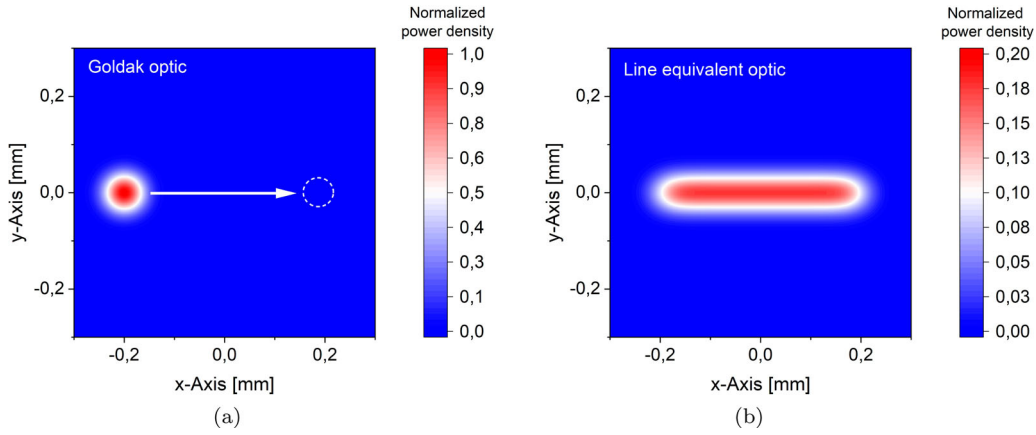 Normalized
power density
Goldak optic
1,0
0,9
0,8
0,7
0,6
0,5
0,4
0,3
0,1
0,0
0,2
0,0
-0,2
y-Axis [mm]
-0,2
0,0
0,2
x-Axis [mm]
(a)
Normalized
power density
Line equivalent optic
0,20
0,18
0,15
0,13
0,10
0,08
0,05
0,03
0,00
0,2
0,0
-0,2
y-Axis [mm]
-0,2
0,0
0,2
x-Axis [mm]
(b)